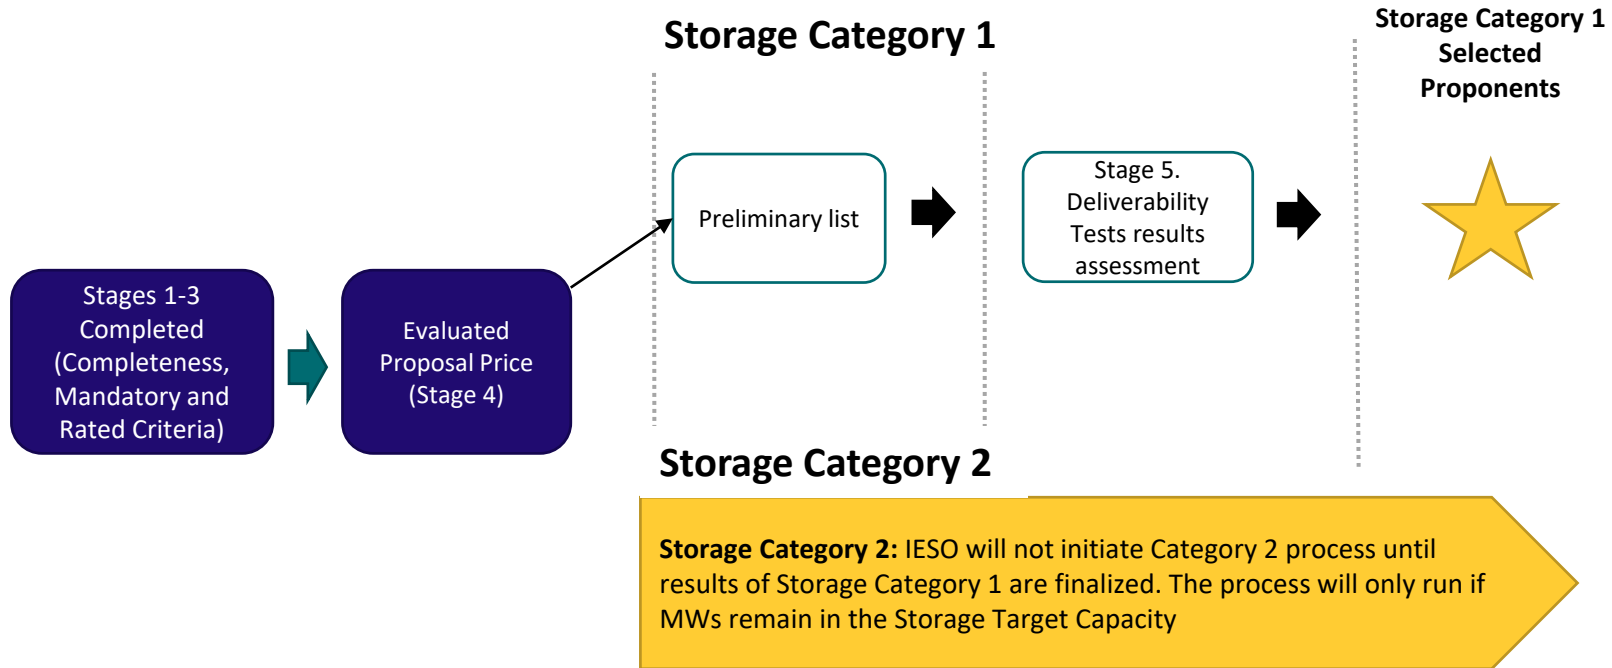 Storage Category 1
Storage Category 1
Selected
Proponents
Preliminary list
Stage 5.
Deliverability
Tests results
assessment
Stages 1-3
Completed
(Completeness,
Mandatory and
Rated Criteria)
Evaluated
Proposal Price
(Stage 4)
Storage Category 2
Storage Category 2: IESO will not initiate Category 2 process until
results of Storage Category 1 are finalized. The process will only run if
MWs remain in the Storage Target Capacity